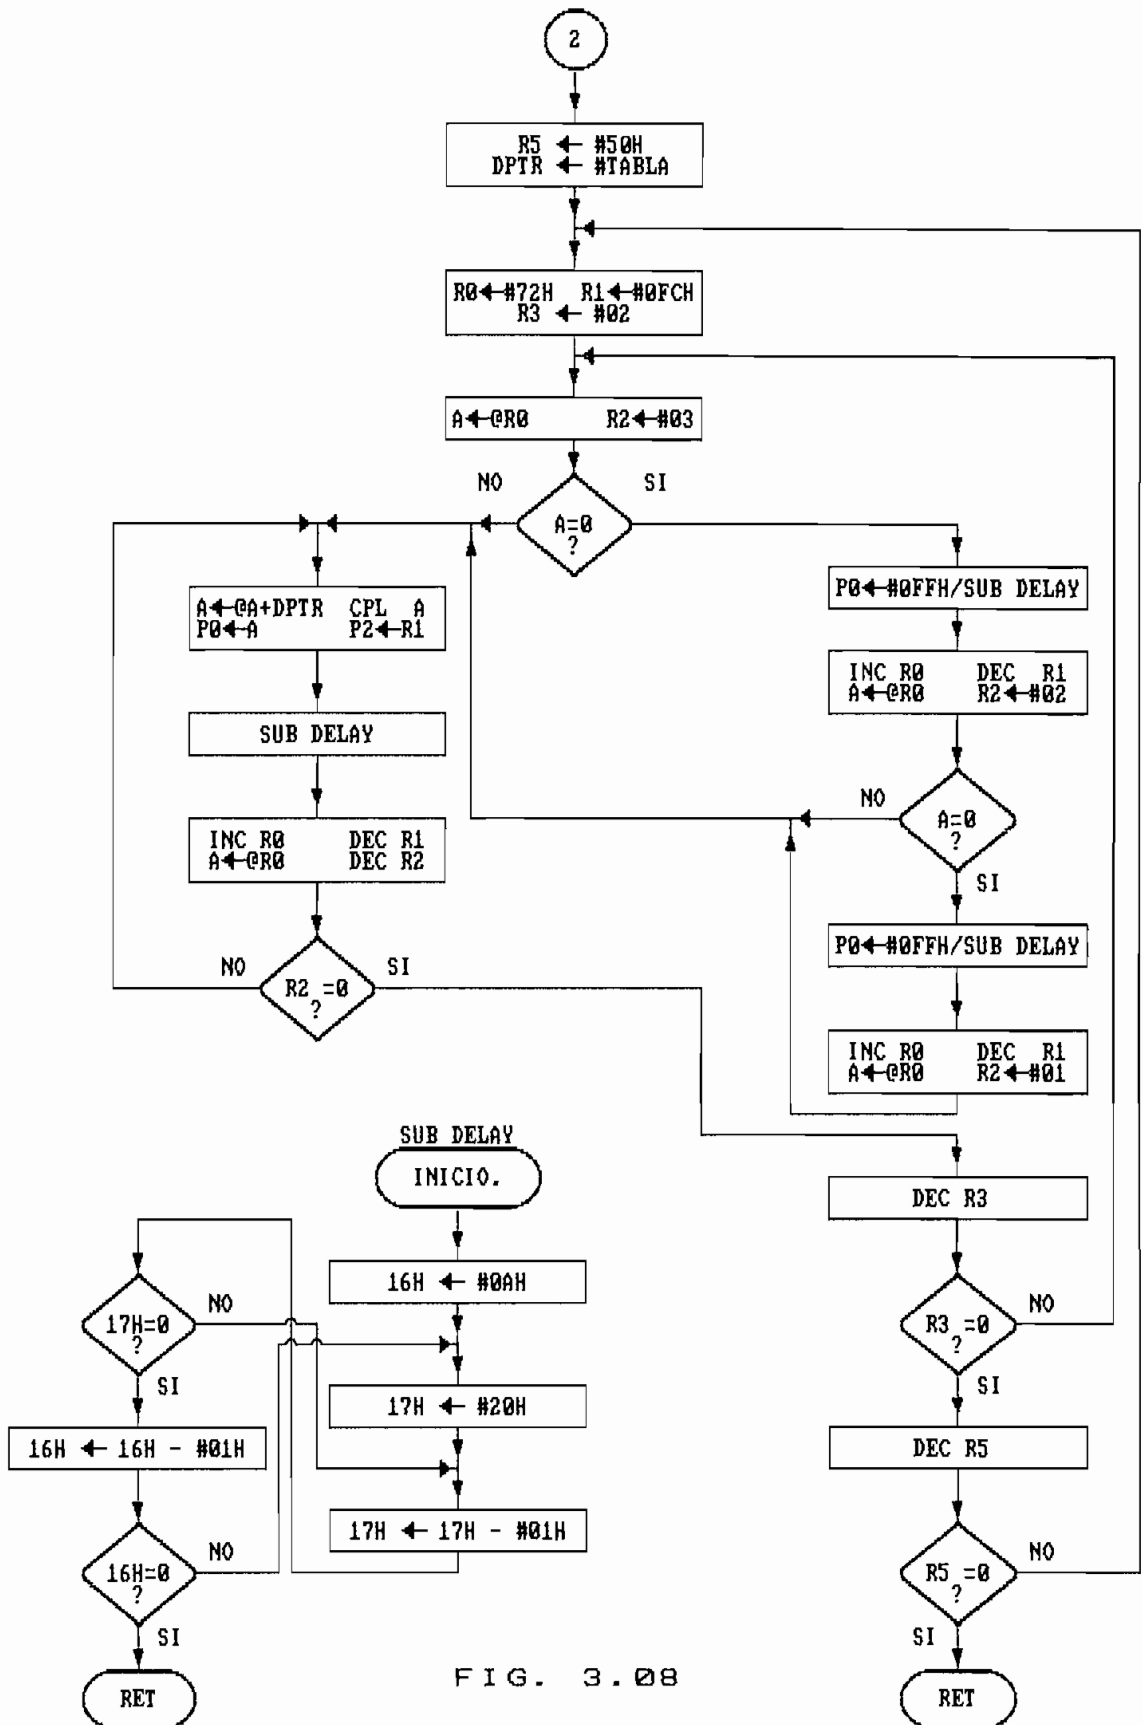 2
R5 ← #50H
DPTR ← #TABLA
R0←#72H R1←#0FCH
R3 ← #02
A←@R0 R2←#03
NO
SI
A=0
?
A←@A+DPTR CPL A
P0←A P2←R1
SUB DELAY
INC R0 DEC R1
A←@R0 DEC R2
NO
SI
R2 =0
?
P0←#0FFH/SUB DELAY
INC R0 DEC R1
A←@R0 R2←#02
NO
A=0
?
SI
P0←#0FFH/SUB DELAY
INC R0 DEC R1
A←@R0 R2←#01
DEC R3
R3 =0
?
NO
SI
DEC R5
R5 =0
?
NO
SI
RET
SUB DELAY
INICIO.
16H ← #0AH
17H ← #20H
17H ← 17H - #01H
17H=0
?
NO
SI
16H ← 16H - #01H
16H=0
?
NO
SI
RET
FIG. 3.08